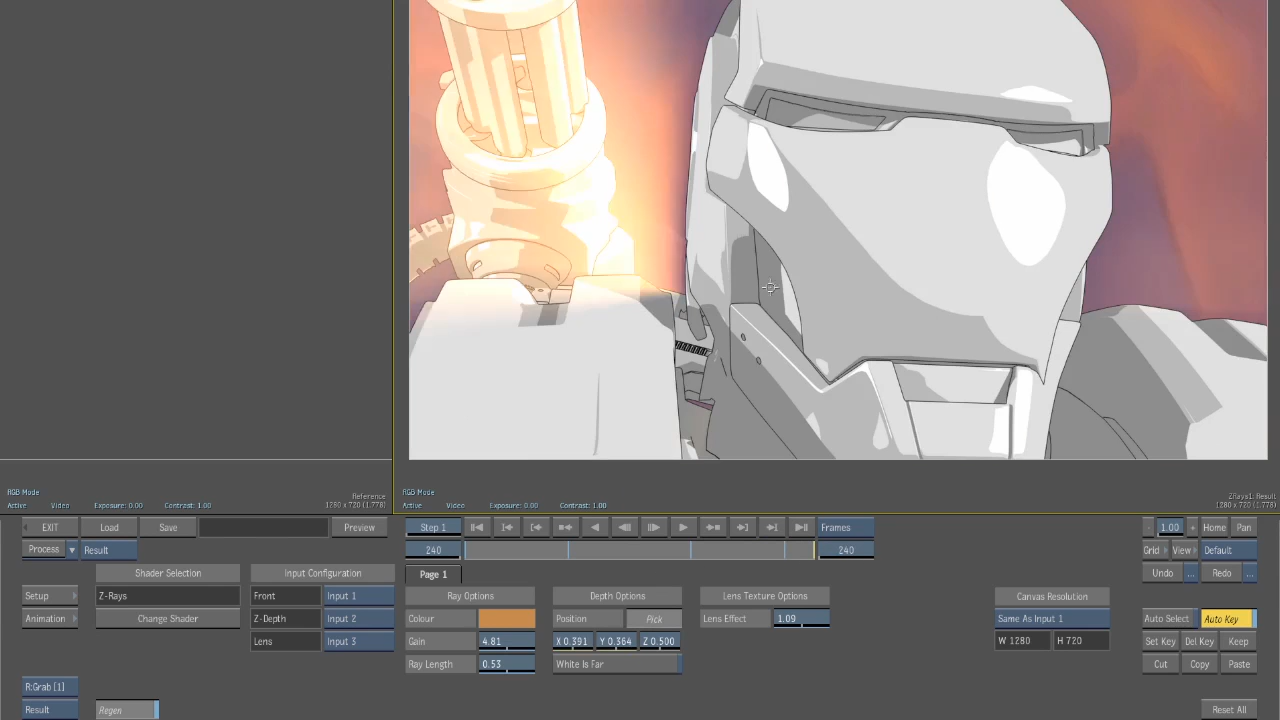 RGB Mode
Active Video Exposure: 0.00 Contrast: 1.00
Reference
1280 x 720 (1.778)
RGB Mode
Active Video Exposure: 0.00 Contrast: 1.00
ZRays1: Result
1280 x 720 (1.778)
EXIT Load Save Preview Step 1 Frames - 1.00 + Home Pan
Process Result 240 240 Grid View Default
Shader Selection Input Configuration Page 1 Undo ... Redo ...
Setup Z-Rays Front Input 1 Ray Options Depth Options Lens Texture Options Canvas Resolution
Animation Change Shader Z-Depth Input 2 Colour Position Pick Lens Effect 1.09 Same As Input 1 Auto Select Auto Key
Lens Input 3 Gain 4.81 X 0.391 Y 0.364 Z 0.500 W 1280 H 720 Set Key Del Key Keep
Ray Length 0.53 White Is Far Cut Copy Paste
R:Grab [1]
Result Regen Reset All